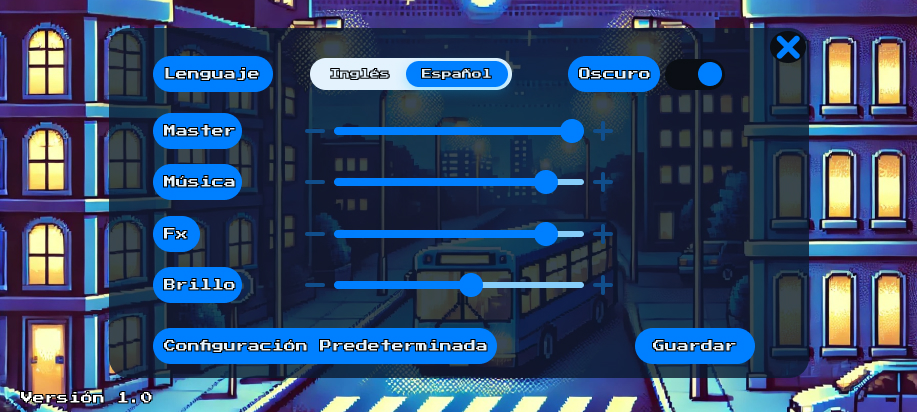 Lenguaje
Inglés Español
Oscuro
Master
Música
Fx
Brillo
Configuración Predeterminada
Guardar
Versión 1.0